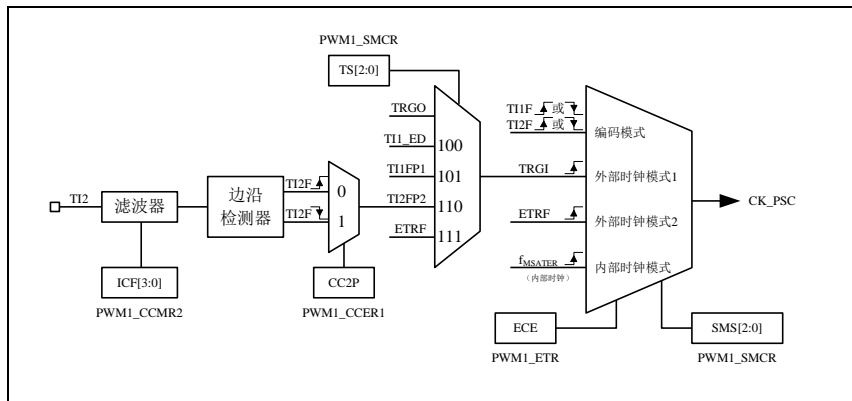 PWM1_SMCR
TS[2:0]
TRGO
TI1_ED
100
TI1FP1
101
TI2FP2
110
ETRF
111
TI2
滤波器
边沿
检测器
TI2F
0
TI2F
1
ICF[3:0]
PWM1_CCMR2
CC2P
PWM1_CCER1
TI1F 或
TI2F 或
编码模式
TRGI
外部时钟模式1
ETRF
外部时钟模式2
fMSATER
(内部时钟)
内部时钟模式
CK_PSC
ECE
PWM1_ETR
SMS[2:0]
PWM1_SMCR